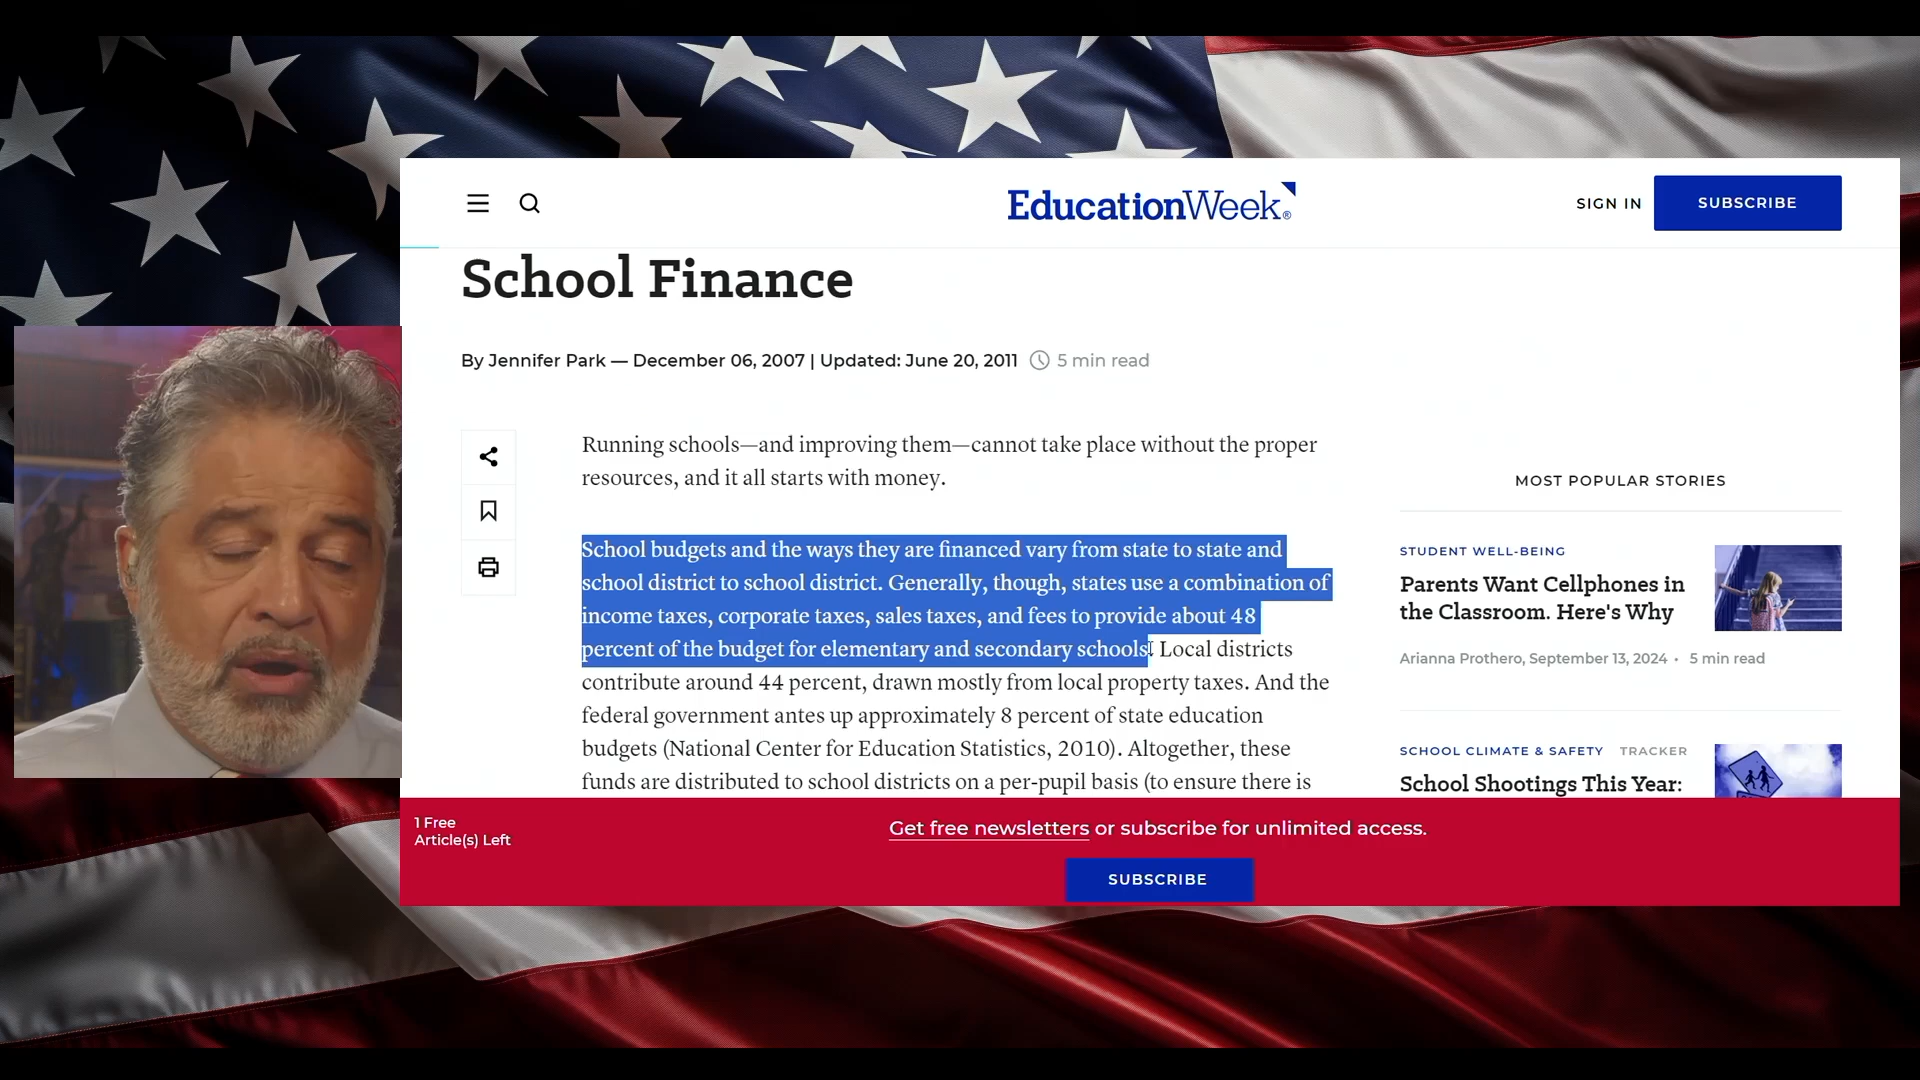 EducationWeek®
SIGN IN
SUBSCRIBE
School Finance
By Jennifer Park — December 06, 2007 | Updated: June 20, 2011
5 min read
Running schools—and improving them—cannot take place without the proper
resources, and it all starts with money.
School budgets and the ways they are financed vary from state to state and
school district to school district. Generally, though, states use a combination of
income taxes, corporate taxes, sales taxes, and fees to provide about 48
percent of the budget for elementary and secondary schools. Local districts
contribute around 44 percent, drawn mostly from local property taxes. And the
federal government antes up approximately 8 percent of state education
budgets (National Center for Education Statistics, 2010). Altogether, these
funds are distributed to school districts on a per-pupil basis (to ensure there is
MOST POPULAR STORIES
STUDENT WELL-BEING
Parents Want Cellphones in
the Classroom. Here's Why
Arianna Prothero, September 13, 2024 • 5 min read
SCHOOL CLIMATE & SAFETY TRACKER
School Shootings This Year:
1 Free
Article(s) Left
Get free newsletters or subscribe for unlimited access.
SUBSCRIBE